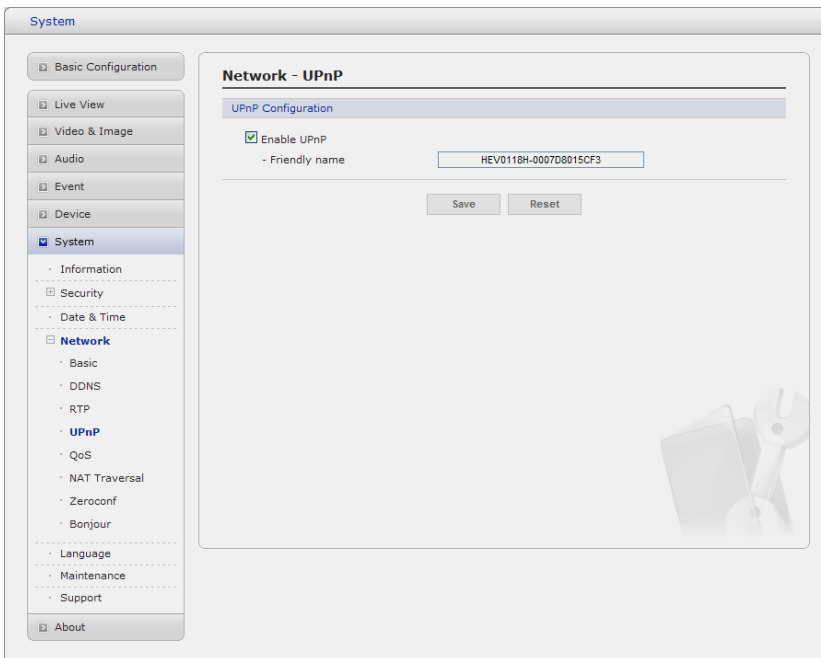 System
Basic Configuration
Live View
Video & Image
Audio
Event
Device
System
· Information
Security
· Date & Time
Network
· Basic
· DDNS
· RTP
· UPnP
· QoS
· NAT Traversal
· Zeroconf
· Bonjour
· Language
· Maintenance
· Support
About
Network - UPnP
UPnP Configuration
Enable UPnP
- Friendly name HEV0118H-0007D8015CF3
Save Reset